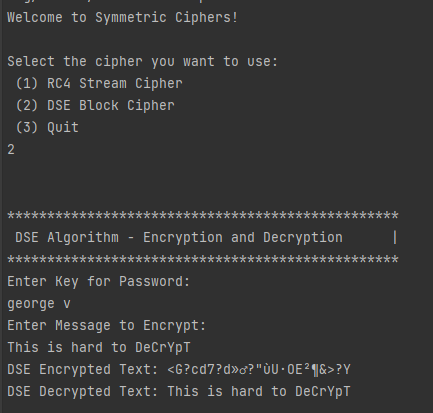 Welcome to Symmetric Ciphers!
Select the cipher you want to use:
(1) RC4 Stream Cipher
(2) DSE Block Cipher
(3) Quit
2
*************************************************
DSE Algorithm - Encryption and Decryption |
*************************************************
Enter Key for Password:
george v
Enter Message to Encrypt:
This is hard to DeCrYpT
DSE Encrypted Text: <G?cd7?d»♂?"ùU·OE²¶&>?Y
DSE Decrypted Text: This is hard to DeCrYpT